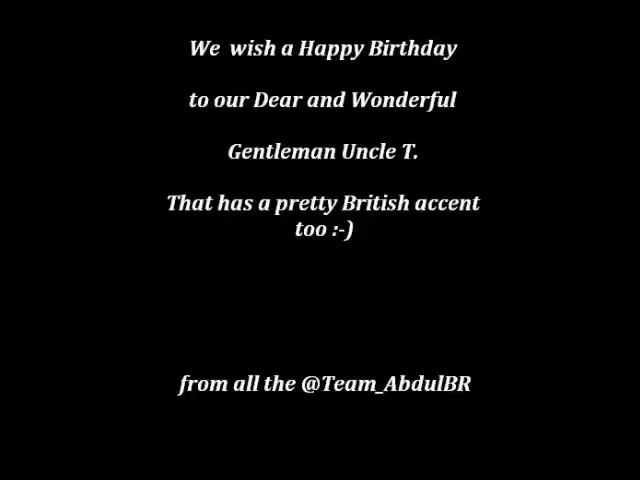 We wish a Happy Birthday
to our Dear and Wonderful
Gentleman Uncle T.
That has a pretty British accent
too :-)
from all the @Team_AbdulBR